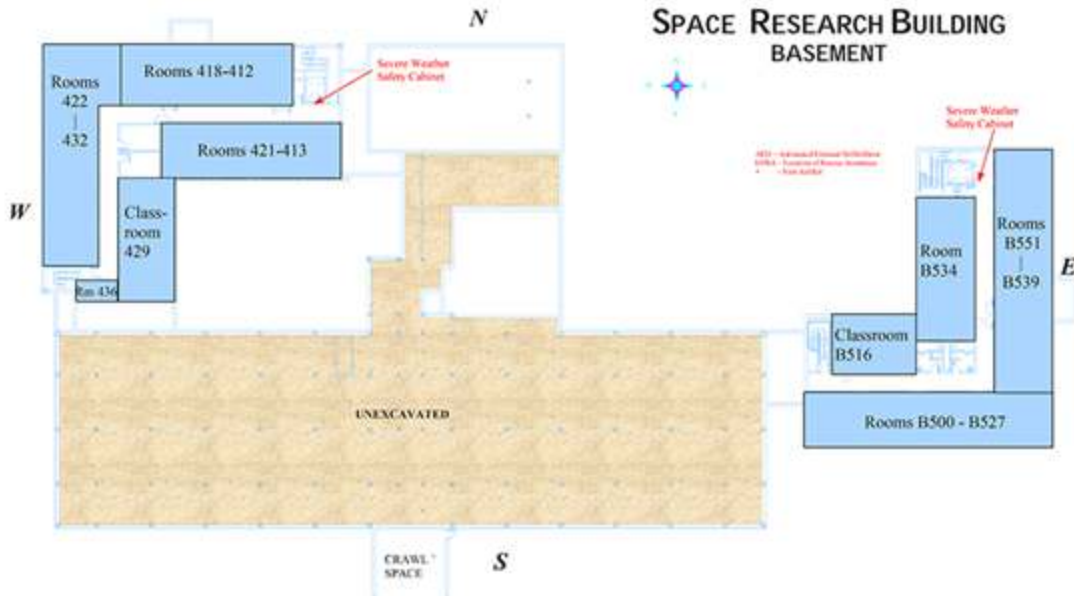 SPACE RESEARCH BUILDING
BASEMENT
N
Severe Weather
Safety Cabinet
Rooms 418-412
Rooms
422
|
432
Rooms 421-413
W
Class-
room
429
Rm 436
Severe Weather
Safety Cabinet
Rooms
B551
|
B539
Room
B534
E
Classroom
B516
Rooms B500 - B527
UNEXCAVATED
CRAWL
SPACE
S